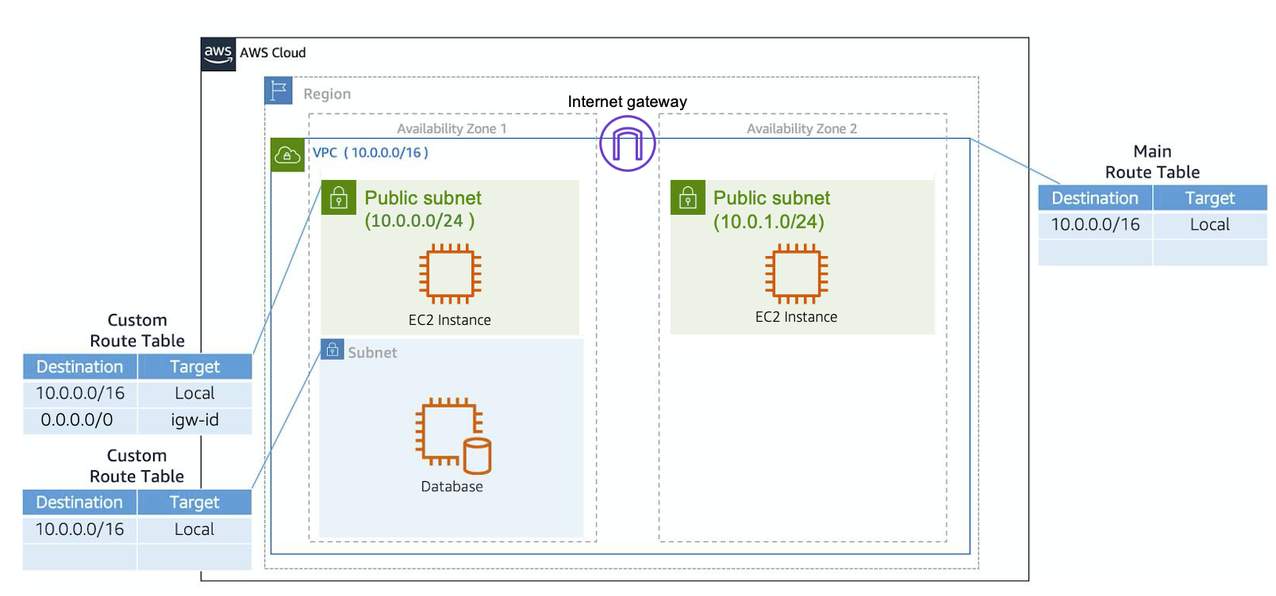 aws AWS Cloud
Region
Internet gateway
Availability Zone 1
Availability Zone 2
VPC ( 10.0.0.0/16 )
Public subnet
(10.0.0.0/24 )
EC2 Instance
Public subnet
(10.0.1.0/24)
EC2 Instance
Subnet
Database
Main
Route Table
Destination Target
10.0.0.0/16 Local
Custom
Route Table
Destination Target
10.0.0.0/16 Local
0.0.0.0/0 igw-id
Custom
Route Table
Destination Target
10.0.0.0/16 Local